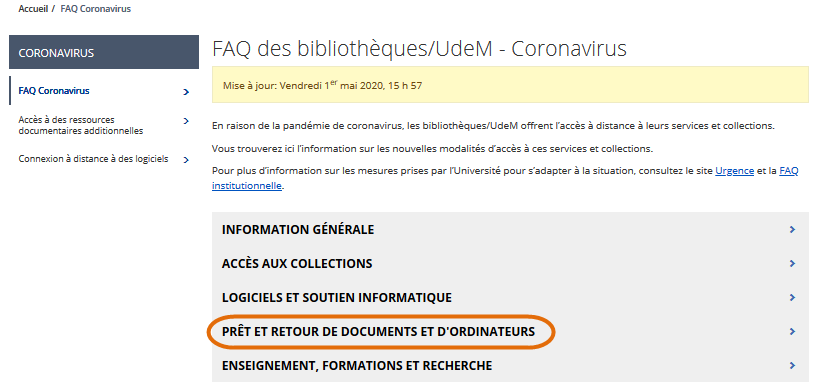 Accueil / FAQ Coronavirus
CORONAVIRUS
FAQ Coronavirus
Accès à des ressources
documentaires additionnelles
Connexion à distance à des logiciels
FAQ des bibliothèques/UdeM - Coronavirus
Mise à jour: Vendredi 1er mai 2020, 15 h 57
En raison de la pandémie de coronavirus, les bibliothèques/UdeM offrent l'accès à distance à leurs services et collections.
Vous trouverez ici l'information sur les nouvelles modalités d'accès à ces services et collections.
Pour plus d'information sur les mesures prises par l'Université pour s'adapter à la situation, consultez le site Urgence et la FAQ
institutionnelle.
INFORMATION GÉNÉRALE
ACCÈS AUX COLLECTIONS
LOGICIELS ET SOUTIEN INFORMATIQUE
PRÊT ET RETOUR DE DOCUMENTS ET D'ORDINATEURS
ENSEIGNEMENT, FORMATIONS ET RECHERCHE